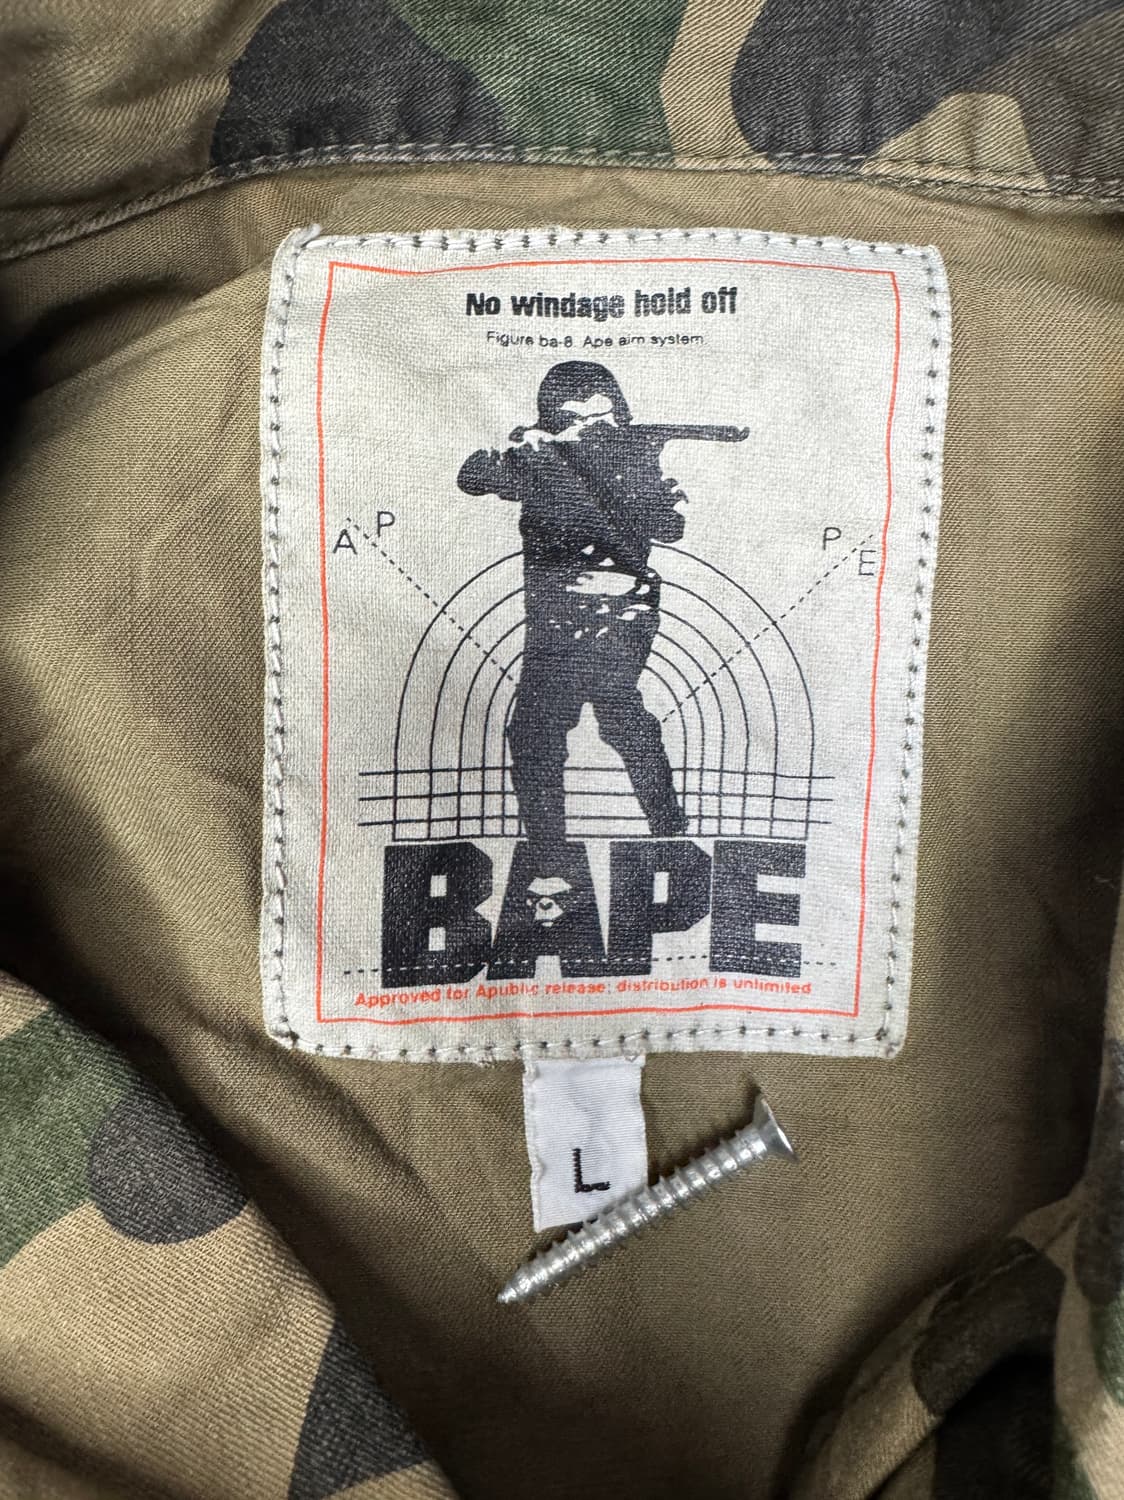 No windage hold off
Figure ba-8 Ape aim system
A P
P E
BAPE
Approved for Apublic release; distribution is unlimited
L